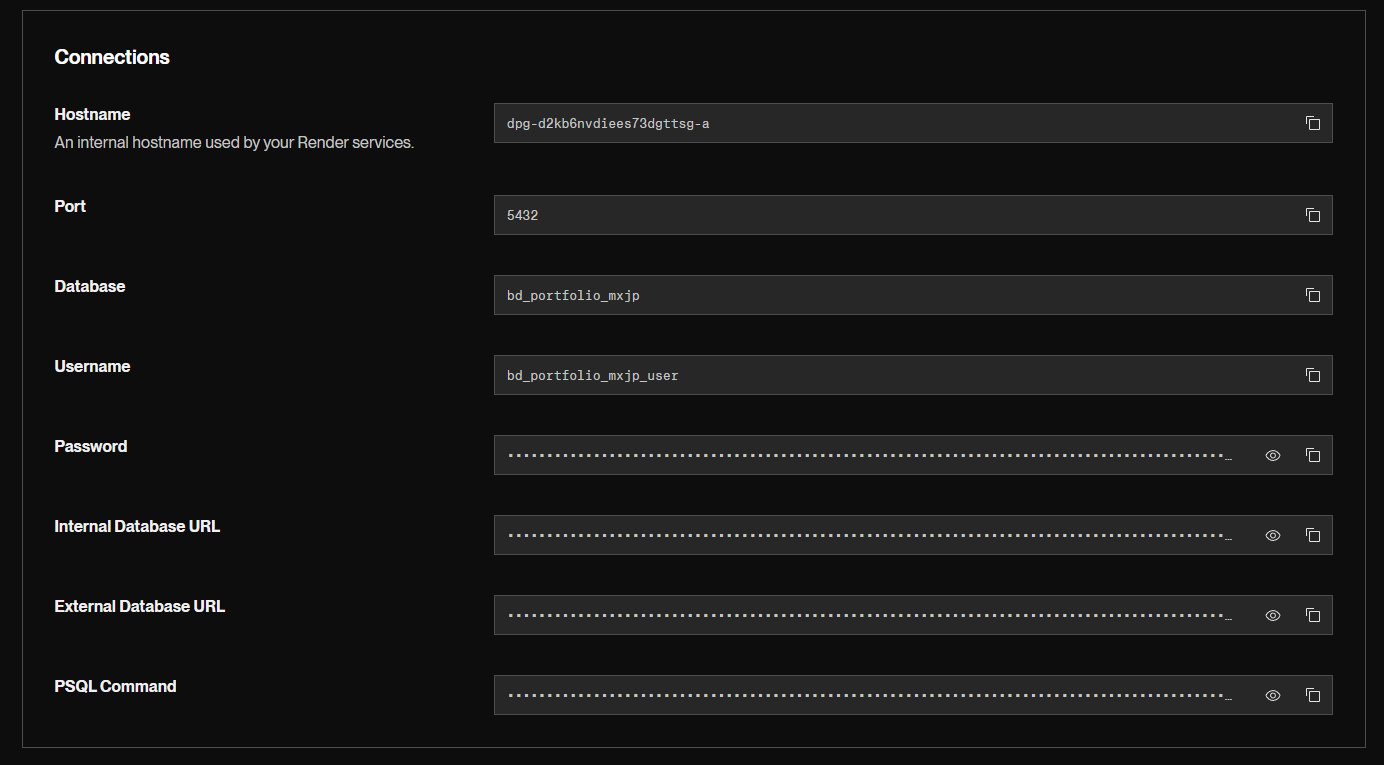 Connections
Hostname
An internal hostname used by your Render services.
dpg-d2kb6nvdiees73dgttsg-a
Port
5432
Database
bd_portfolio_mxjp
Username
bd_portfolio_mxjp_user
Password
Internal Database URL
External Database URL
PSQL Command